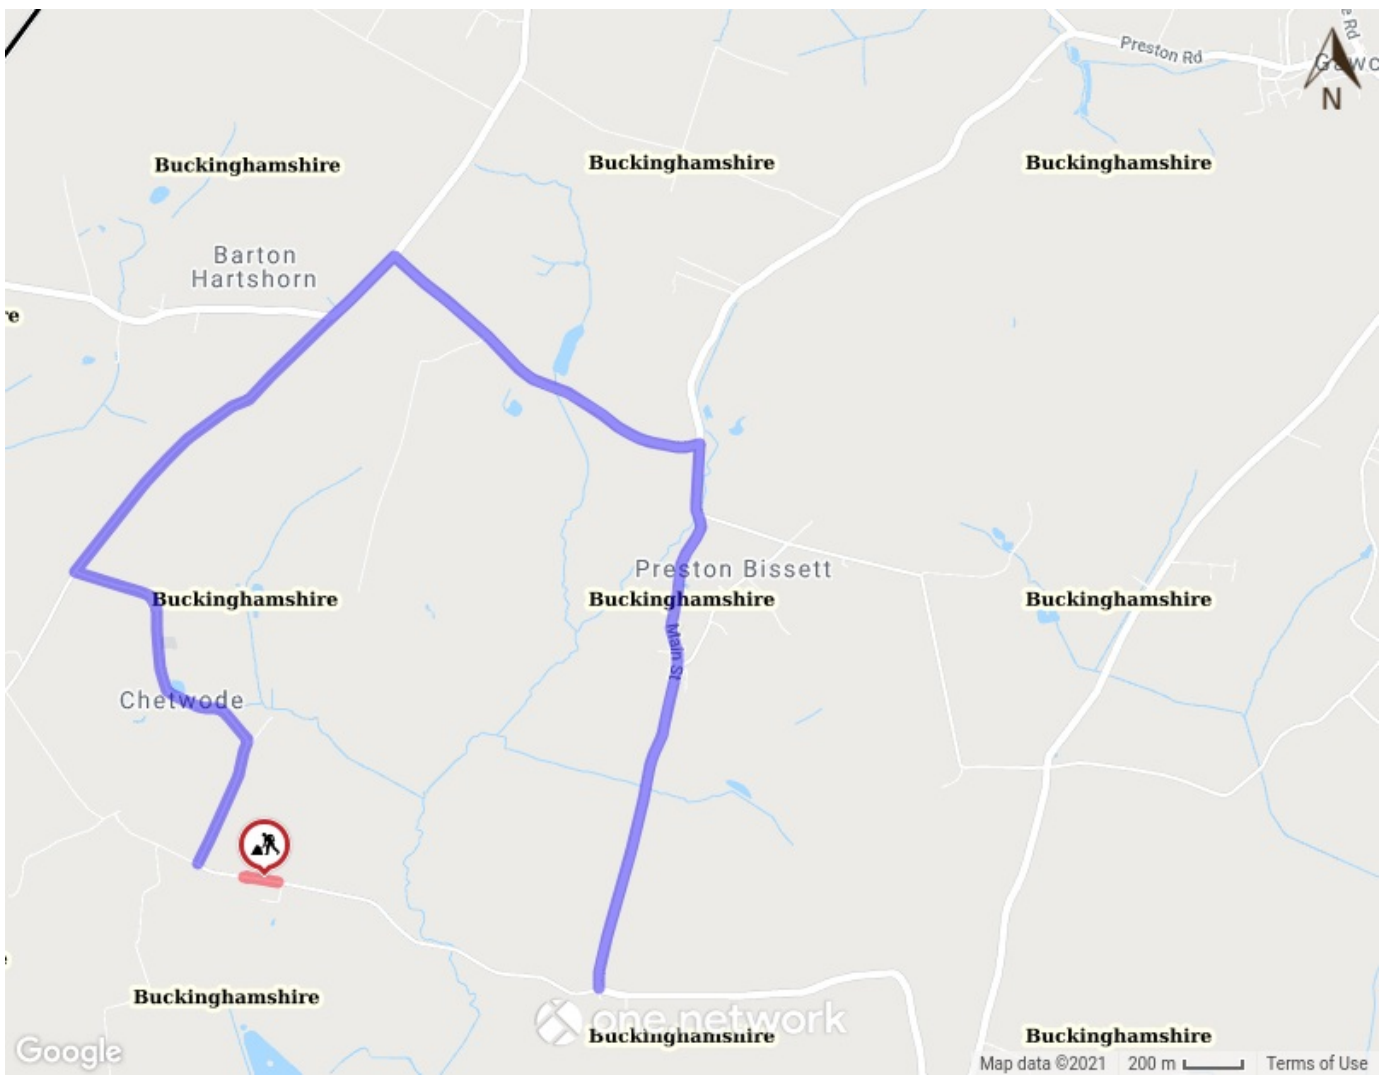 Preston Rd
N
Buckinghamshire
Buckinghamshire
Buckinghamshire
Barton
Hartshorn
Preston Bissett
Buckinghamshire
Buckinghamshire
Buckinghamshire
Main St
Chetwode
Buckinghamshire
one.network
Buckinghamshire
Buckinghamshire
Google
Map data ©2021
200 m
Terms of Use